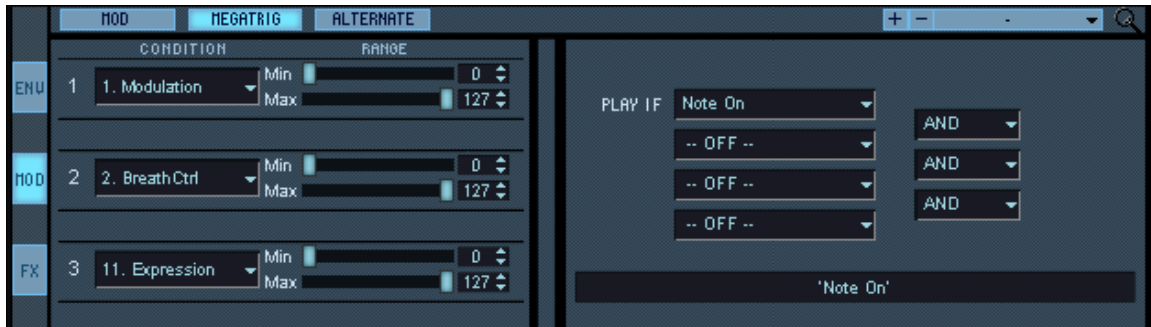 MOD MEGATRIG ALTERNATE + - -
CONDITION RANGE
ENV 1 1. Modulation Min 0
Max 127
MOD 2 2. BreathCtrl Min 0
Max 127
FX 3 11. Expression Min 0
Max 127
PLAY IF Note On
AND
-- OFF --
AND
-- OFF --
AND
-- OFF --
'Note On'